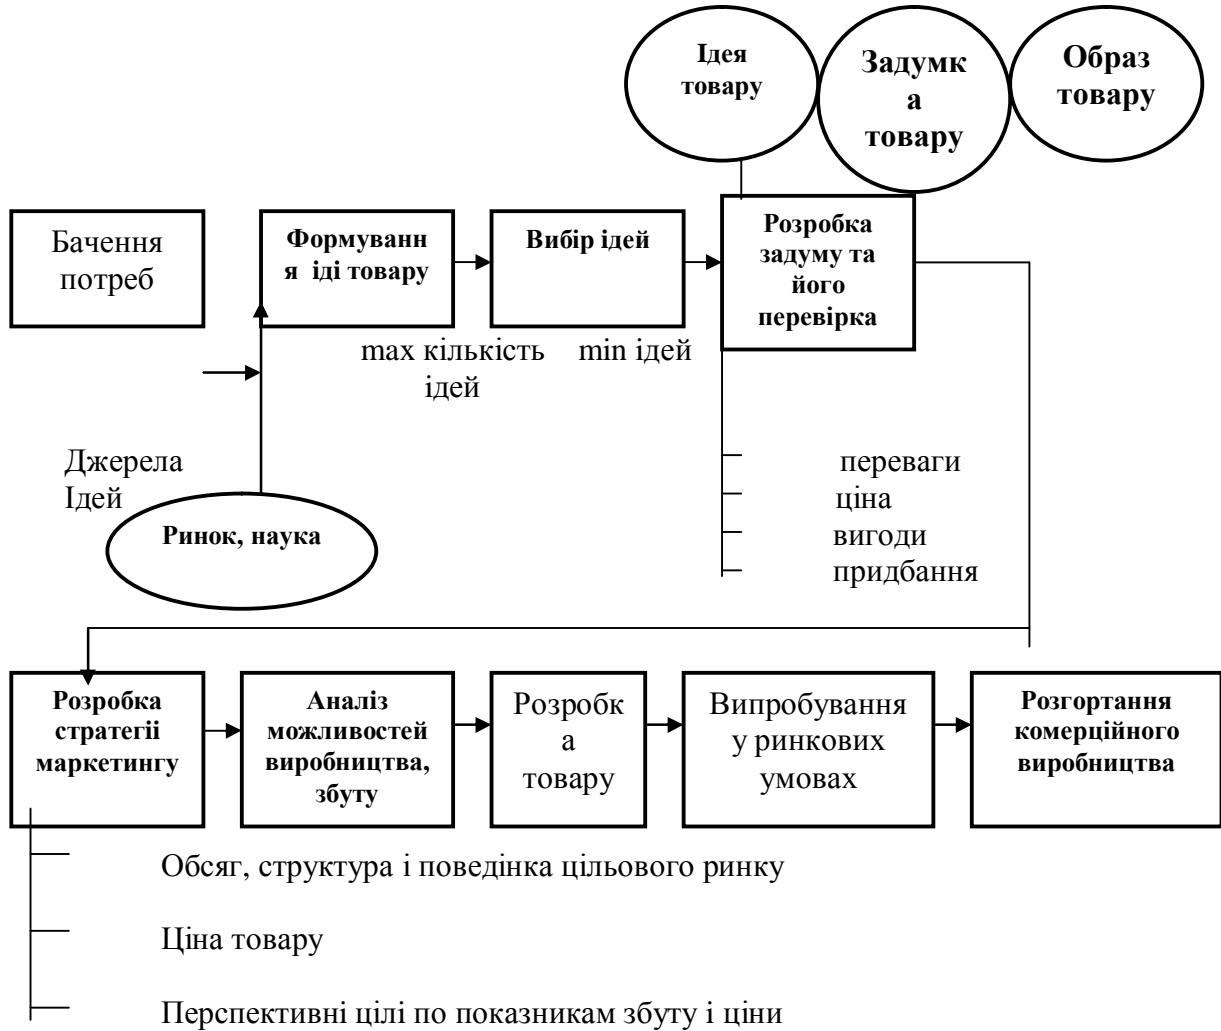 Ідея
товару
Задумк
а
товару
Образ
товару
Бачення
потреб
Формуванн
я іді товару
Вибір ідей
Розробка
задуму та
його
перевірка
max кількість
ідей
min ідей
Джерела
Ідей
Ринок, наука
переваги
ціна
вигоди
придбання
Розробка
стратегіі
маркетингу
Аналіз
можливостей
виробництва,
збуту
Розробк
а
товару
Випробування
у ринкових
умовах
Розгортання
комерційного
виробництва
Обсяг, структура і поведінка цільового ринку
Ціна товару
Перспективні цілі по показникам збуту і ціни